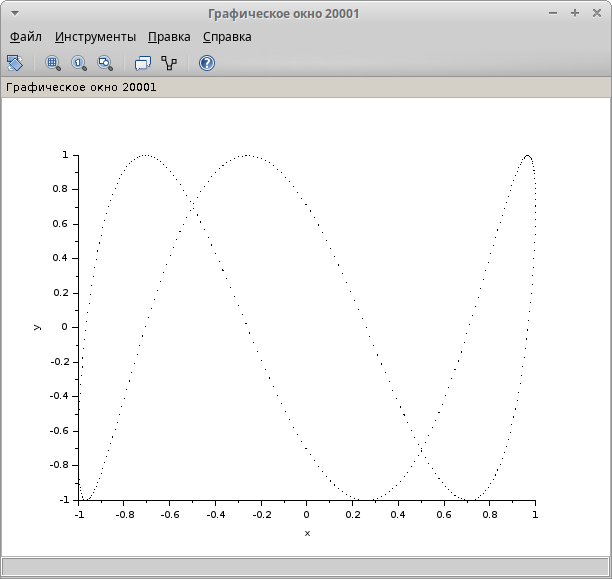 Графическое окно 20001
Файл Инструменты Правка Справка
Графическое окно 20001
1
0.8
0.6
0.4
0.2
0
-0.2
-0.4
-0.6
-0.8
-1
y
-1 -0.8 -0.6 -0.4 -0.2 0 0.2 0.4 0.6 0.8 1
x